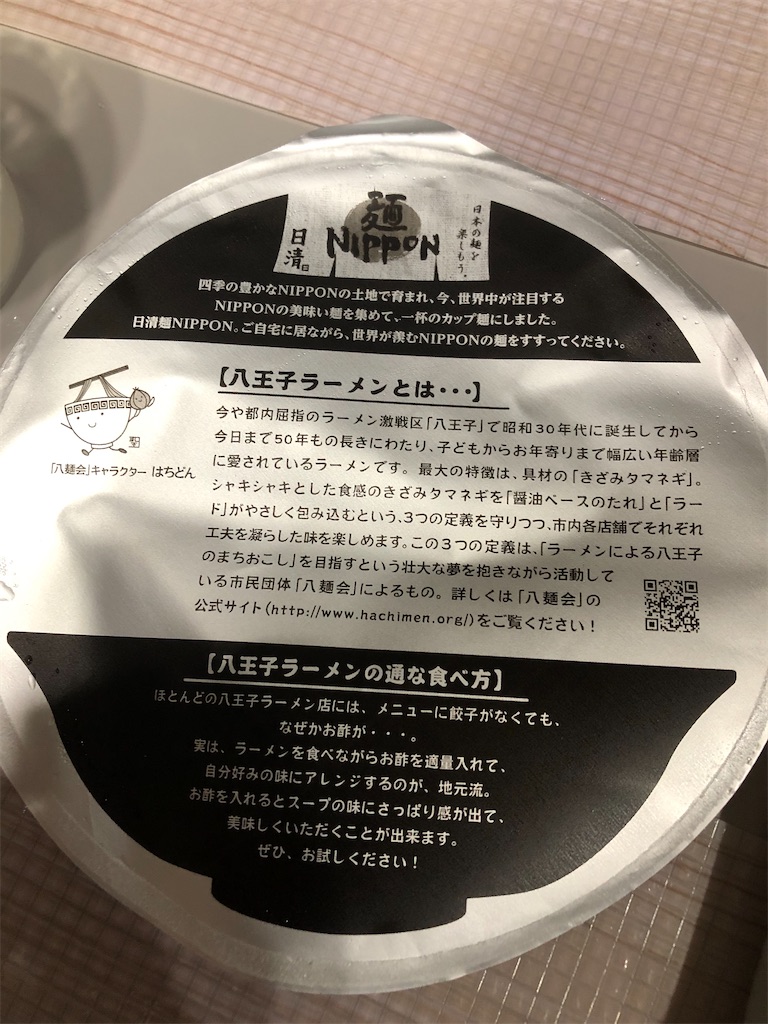 麺
NIPPON
日清
日本の麺を
楽しもう。
四季の豊かなNIPPONの土地で育まれ、今、世界中が注目する
NIPPONの美味い麺を集めて、一杯のカップ麺にしました。
日清麺NIPPON。ご自宅に居ながら、世界が羨むNIPPONの麺をすすってください。
【八王子ラーメンとは・・・】
今や都内屈指のラーメン激戦区「八王子」で昭和30年代に誕生してから
今日まで50年もの長きにわたり、子どもからお年寄りまで幅広い年齢層
に愛されているラーメンです。最大の特徴は、具材の「きざみタマネギ」。
シャキシャキとした食感のきざみタマネギを「醤油ベースのたれ」と「ラー
ド」がやさしく包み込むという、3つの定義を守りつつ、市内各店舗でそれぞれ
工夫を凝らした味を楽しめます。この3つの定義は、「ラーメンによる八王子
のまちおこし」を目指すという壮大な夢を抱きながら活動して
いる市民団体「八麺会」によるもの。詳しくは「八麺会」の
公式サイト(http://www.hachimen.org/)をご覧ください！
「八麺会」キャラクター はちどん
【八王子ラーメンの通な食べ方】
ほとんどの八王子ラーメン店には、メニューに餃子がなくても、
なぜかお酢が・・・。
実は、ラーメンを食べながらお酢を適量入れて、
自分好みの味にアレンジするのが、地元流。
お酢を入れるとスープの味にさっぱり感が出て、
美味しくいただくことが出来ます。
ぜひ、お試しください！